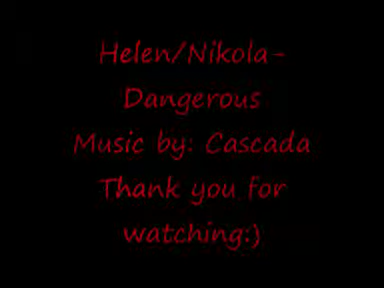 Helen/Nikola-
Dangerous
Music by: Cascada
Thank you for
watching:)